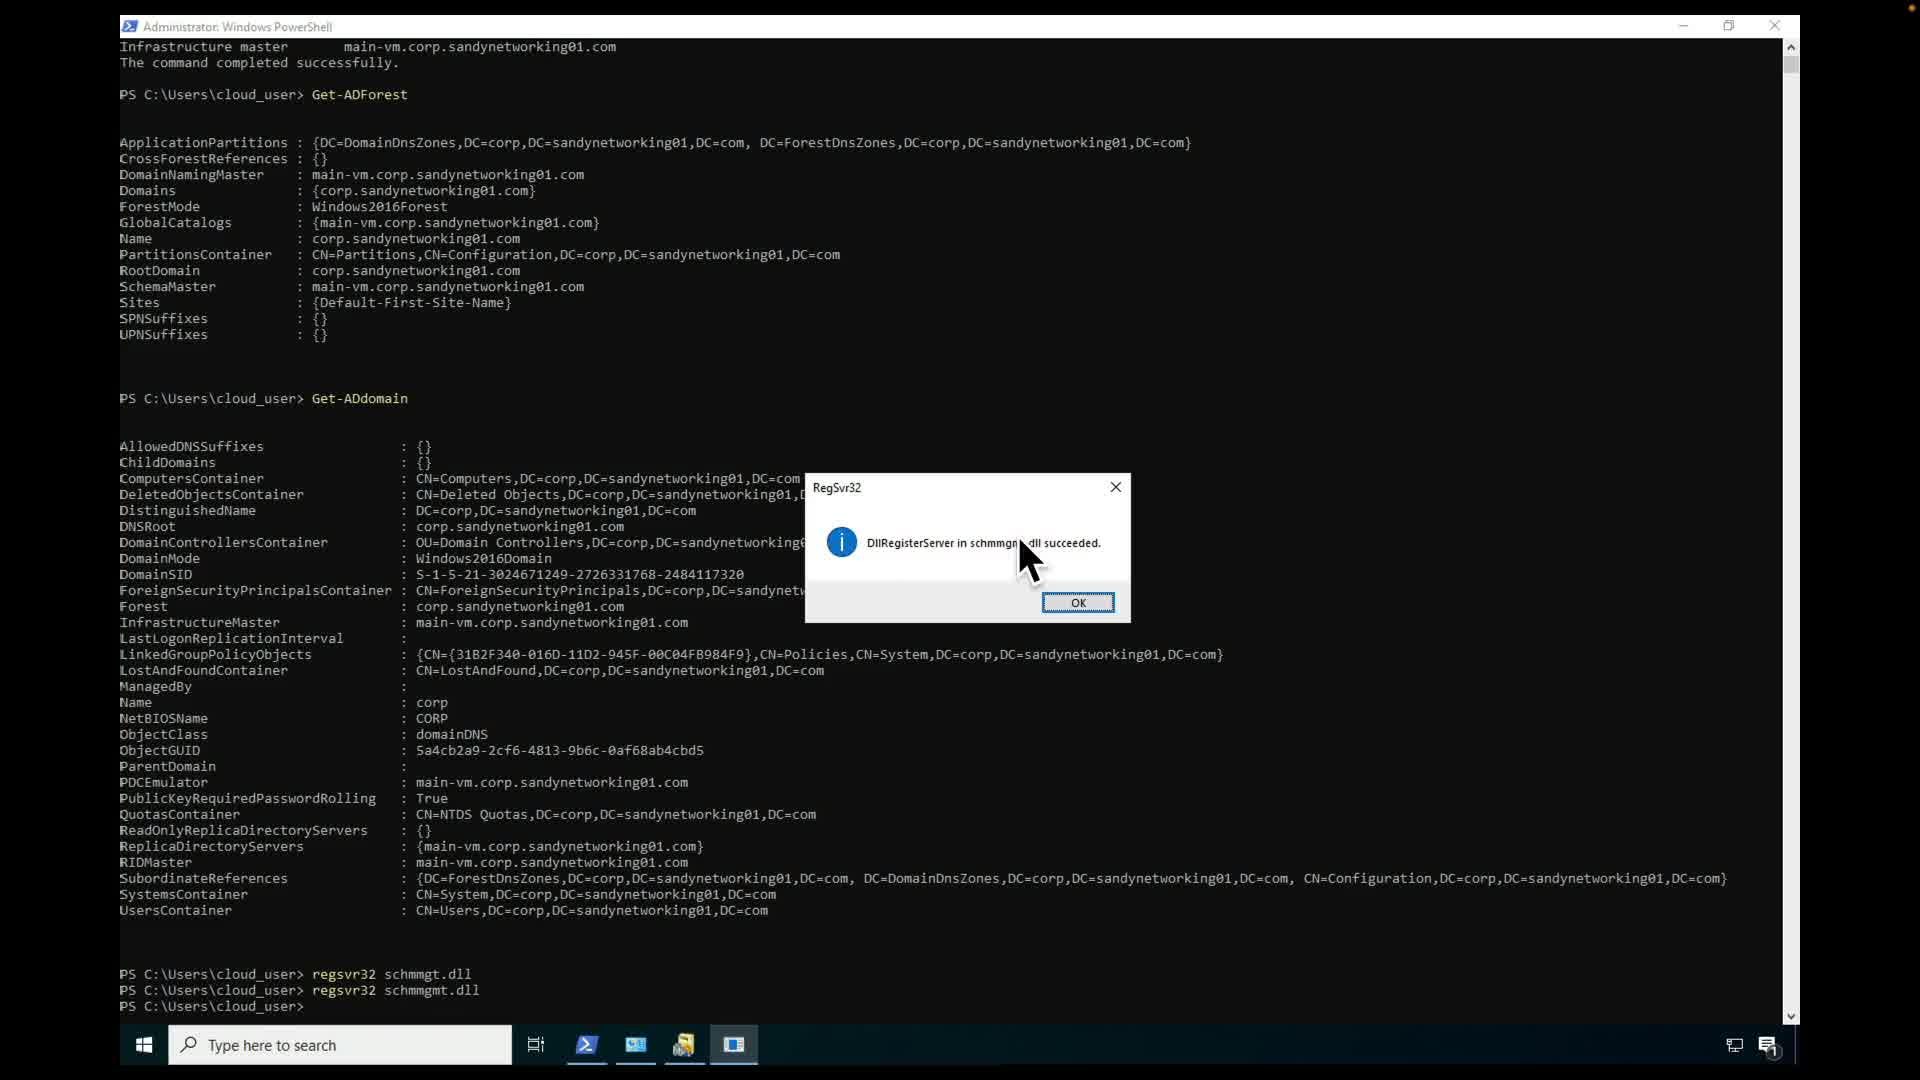 Administrator: Windows PowerShell
Infrastructure master       main-vm.corp.sandynetworking01.com
The command completed successfully.
PS C:\Users\cloud_user> Get-ADForest
ApplicationPartitions : {DC=DomainDnsZones,DC=corp,DC=sandynetworking01,DC=com, DC=ForestDnsZones,DC=corp,DC=sandynetworking01,DC=com}
CrossForestReferences : {}
DomainNamingMaster    : main-vm.corp.sandynetworking01.com
Domains               : {corp.sandynetworking01.com}
ForestMode            : Windows2016Forest
GlobalCatalogs        : {main-vm.corp.sandynetworking01.com}
Name                  : corp.sandynetworking01.com
PartitionsContainer   : CN=Partitions,CN=Configuration,DC=corp,DC=sandynetworking01,DC=com
RootDomain            : corp.sandynetworking01.com
SchemaMaster          : main-vm.corp.sandynetworking01.com
Sites                 : {Default-First-Site-Name}
SPNSuffixes           : {}
UPNSuffixes           : {}
PS C:\Users\cloud_user> Get-ADdomain
AllowedDNSSuffixes                 : {}
ChildDomains                       : {}
ComputersContainer                 : CN=Computers,DC=corp,DC=sandynetworking01,DC=com
DeletedObjectsContainer            : CN=Deleted Objects,DC=corp,DC=sandynetworking01,
DistinguishedName                  : DC=corp,DC=sandynetworking01,DC=com
DNSRoot                            : corp.sandynetworking01.com
DomainControllersContainer         : OU=Domain Controllers,DC=corp,DC=sandynetworking0
DomainMode                         : Windows2016Domain
DomainSID                          : S-1-5-21-3024671249-2726331768-2484117320
ForeignSecurityPrincipalsContainer : CN=ForeignSecurityPrincipals,DC=corp,DC=sandynetw
Forest                             : corp.sandynetworking01.com
InfrastructureMaster               : main-vm.corp.sandynetworking01.com
LastLogonReplicationInterval       :
LinkedGroupPolicyObjects           : {CN={31B2F340-016D-11D2-945F-00C04FB984F9},CN=Policies,CN=System,DC=corp,DC=sandynetworking01,DC=com}
LostAndFoundContainer              : CN=LostAndFound,DC=corp,DC=sandynetworking01,DC=com
ManagedBy                          :
Name                               : corp
NetBIOSName                        : CORP
ObjectClass                        : domainDNS
ObjectGUID                         : 5a4cb2a9-2cf6-4813-9b6c-0af68ab4cbd5
ParentDomain                       :
PDCEmulator                        : main-vm.corp.sandynetworking01.com
PublicKeyRequiredPasswordRolling   : True
QuotasContainer                    : CN=NTDS Quotas,DC=corp,DC=sandynetworking01,DC=com
ReadOnlyReplicaDirectoryServers    : {}
ReplicaDirectoryServers            : {main-vm.corp.sandynetworking01.com}
RIDMaster                          : main-vm.corp.sandynetworking01.com
SubordinateReferences              : {DC=ForestDnsZones,DC=corp,DC=sandynetworking01,DC=com, DC=DomainDnsZones,DC=corp,DC=sandynetworking01,DC=com, CN=Configuration,DC=corp,DC=sandynetworking01,DC=com}
SystemsContainer                   : CN=System,DC=corp,DC=sandynetworking01,DC=com
UsersContainer                     : CN=Users,DC=corp,DC=sandynetworking01,DC=com
PS C:\Users\cloud_user> regsvr32 schmmgt.dll
PS C:\Users\cloud_user> regsvr32 schmmgmt.dll
PS C:\Users\cloud_user>
RegSvr32
DllRegisterServer in dll succeeded.
OK
Type here to search
1